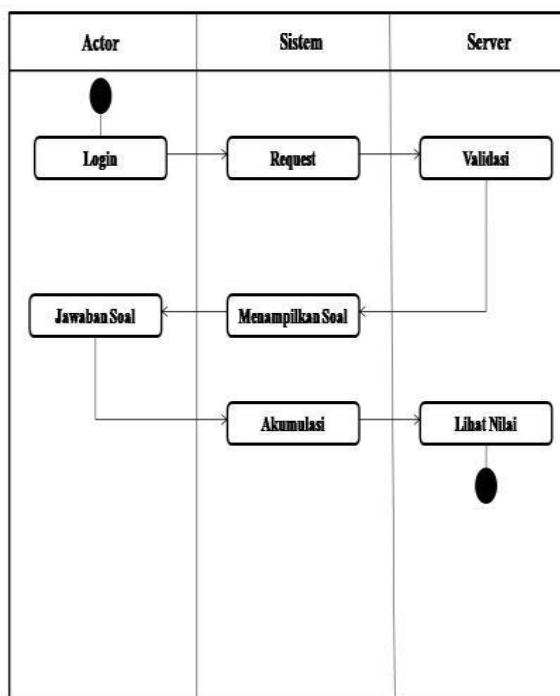 Actor
Sistem
Server
Login
Request
Validasi
Jawaban Soal
Menampilkan Soal
Akumulasi
Lihat Nilai